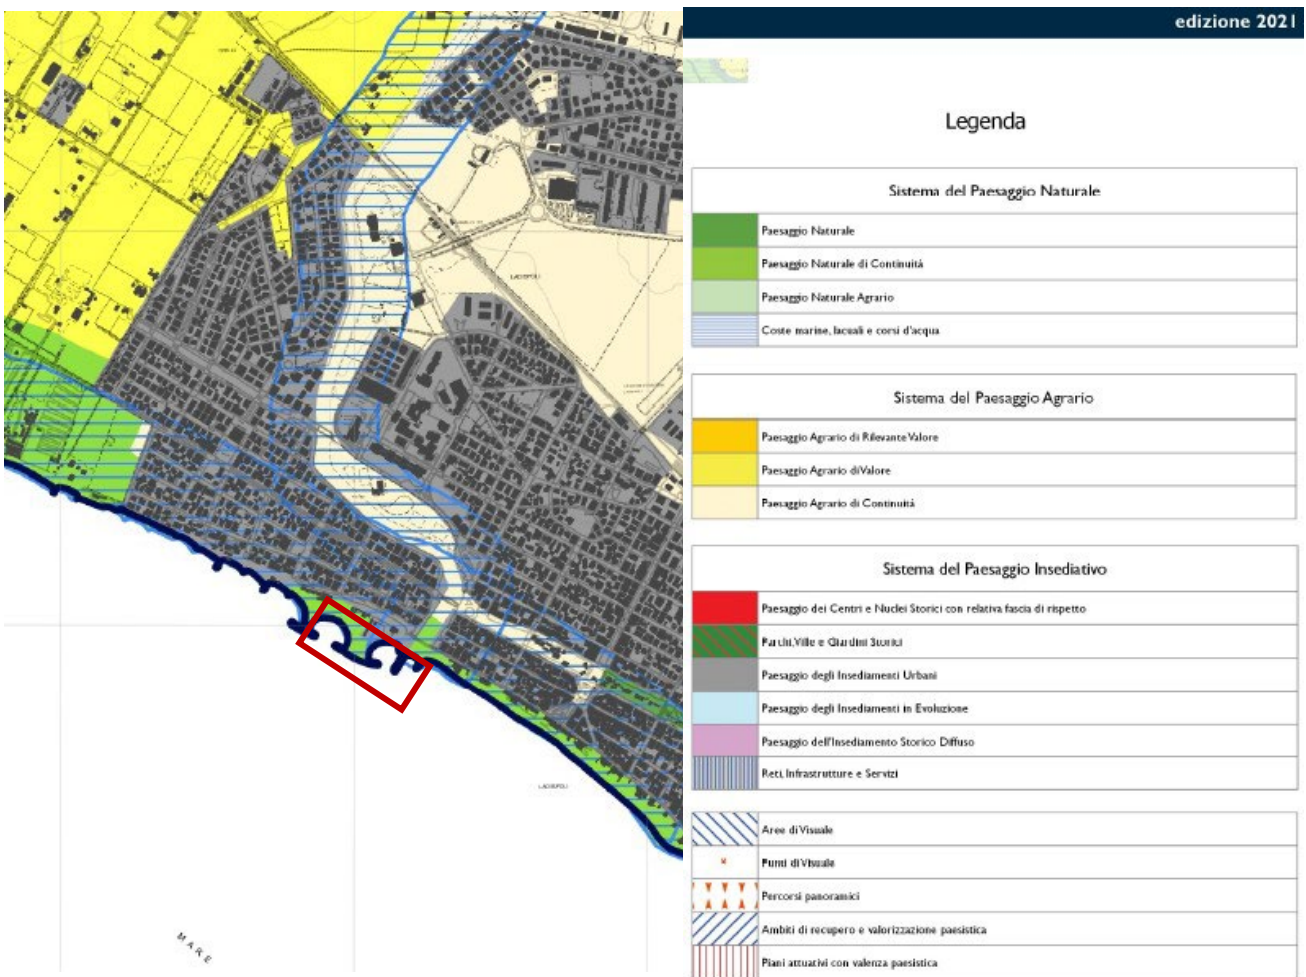 edizione 2021
Legenda
Sistema del Paesaggio Naturale
Paesaggio Naturale
Paesaggio Naturale di Continuità
Paesaggio Naturale Agrario
Coste marine, lacuali e corsi d'acqua
Sistema del Paesaggio Agrario
Paesaggio Agrario di Rilevante Valore
Paesaggio Agrario di Valore
Paesaggio Agrario di Continuità
Sistema del Paesaggio Insediativo
Paesaggio dei Centri e Nuclei Storici con relativa fascia di rispetto
Parchi, Ville e Giardini Storici
Paesaggio degli Insediamenti Urbani
Paesaggio degli Insediamenti in Evoluzione
Paesaggio dell'Insediamento Storico Diffuso
Reti, Infrastrutture e Servizi
Aree di Visuale
Punti di Visuale
Percorsi panoramici
Ambiti di recupero e valorizzazione paesistica
Piani attuativi con valenza paesistica
LADISPOLI
LADISPOLI
MARE